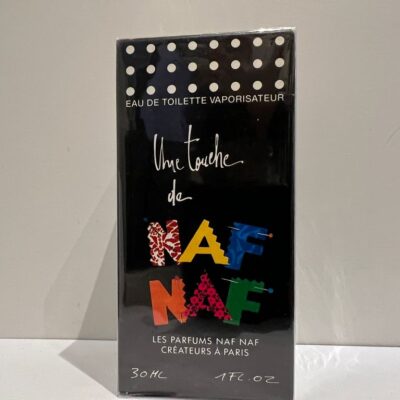 EAU DE TOILETTE VAPORISATEUR
Une touche
de
NAF
NAF
LES PARFUMS NAF NAF
CRÉATEURS À PARIS
30 ML 1 FL. OZ